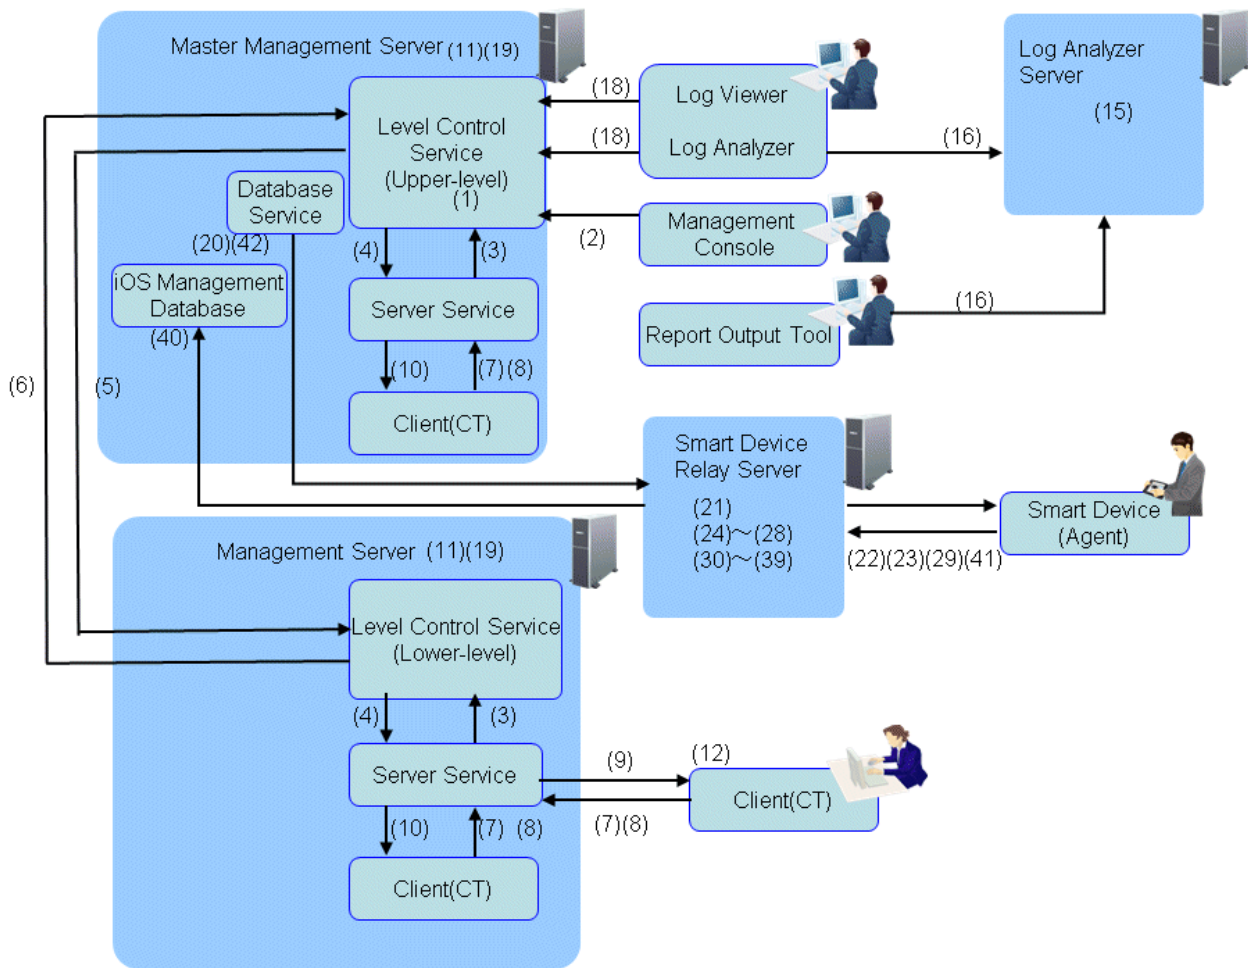 Master Management Server (11)(19)
Level Control
Service
(Upper-level)
(1)
Database
Service
(20)(42)
iOS Management
Database
(40)
(4)
(3)
Server Service
(10)
(7)(8)
Client(CT)
(6)
(5)
(18)
(18)
(2)
Log Viewer
Log Analyzer
(16)
Log Analyzer
Server
(15)
Management
Console
Report Output Tool
(16)
Smart Device
Relay Server
(21)
(24)～(28)
(30)～(39)
(22)(23)(29)(41)
Smart Device
(Agent)
Management Server (11)(19)
Level Control Service
(Lower-level)
(4)
(3)
Server Service
(9)
(12)
(7)(8)
Client(CT)
(10)
(7) (8)
Client(CT)